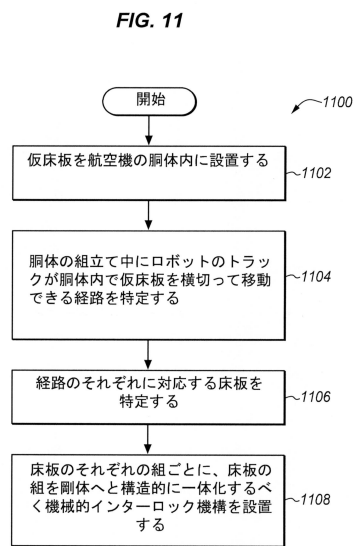 FIG. 11
開始
1100
仮床板を航空機の胴体内に設置する
1102
胴体の組立て中にロボットのトラッ
クが胴体内で仮床板を横切って移動
できる経路を特定する
1104
経路のそれぞれに対応する床板を
特定する
1106
床板のそれぞれの組ごとに、床板の
組を剛体へと構造的に一体化するべ
く機械的インターロック機構を設置
する
1108